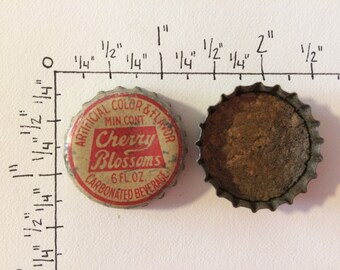 0 1/4" 1/2" 1/4" 1" 1/4" 1/2" 1/4" 2" 1/4" 1/2"
1/4"
1/2"
1/4"
1"
1/4"
ARTIFICIAL COLOR & FLAVOR
MIN. CONT.
Cherry
Blossoms
6 FL. OZ.
CARBONATED BEVERAGE